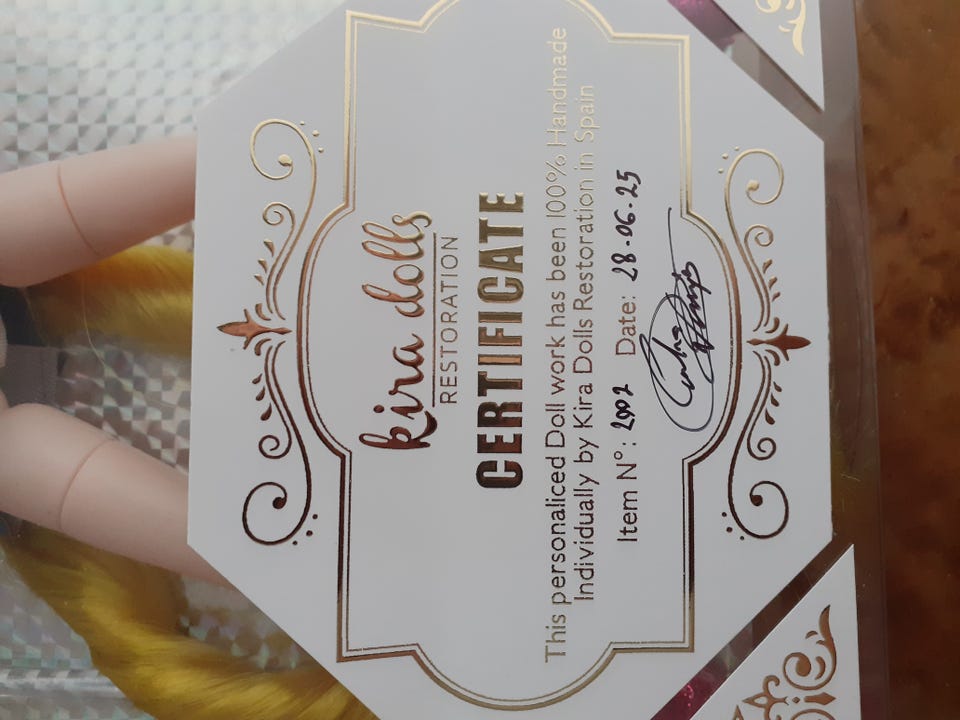 kira dolls
RESTORATION
CERTIFICATE
This personaliced Doll work has been 100% Handmade
Individually by Kira Dolls Restoration in Spain
Item Nº: 2002 Date: 28-06-25